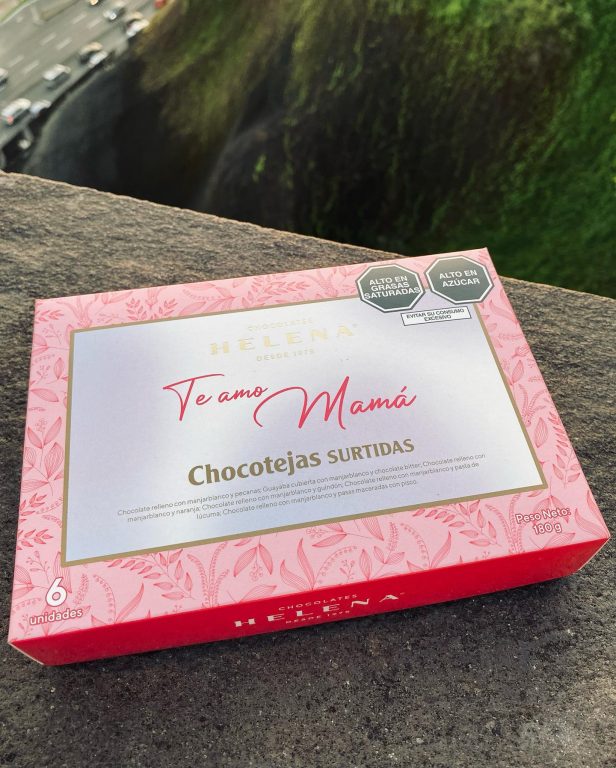 ALTO EN
GRASAS
SATURADAS
ALTO EN
AZÚCAR
EVITAR SU CONSUMO
EXCESIVO
CHOCOLATES
HELENA
DESDE 1975
Te amo Mamá
Chocotejas SURTIDAS
Chocolate relleno con manjarblanco y pecanas; Guayaba cubierta con manjarblanco y chocolate bitter; Chocolate relleno con
manjarblanco y naranja; Chocolate relleno con manjarblanco y guindón; Chocolate relleno con manjarblanco y pasta de
lúcuma; Chocolate relleno con manjarblanco y pasas maceradas con pisco.
Peso Neto:
180 g
6
unidades
CHOCOLATES
HELENA
DESDE 1975